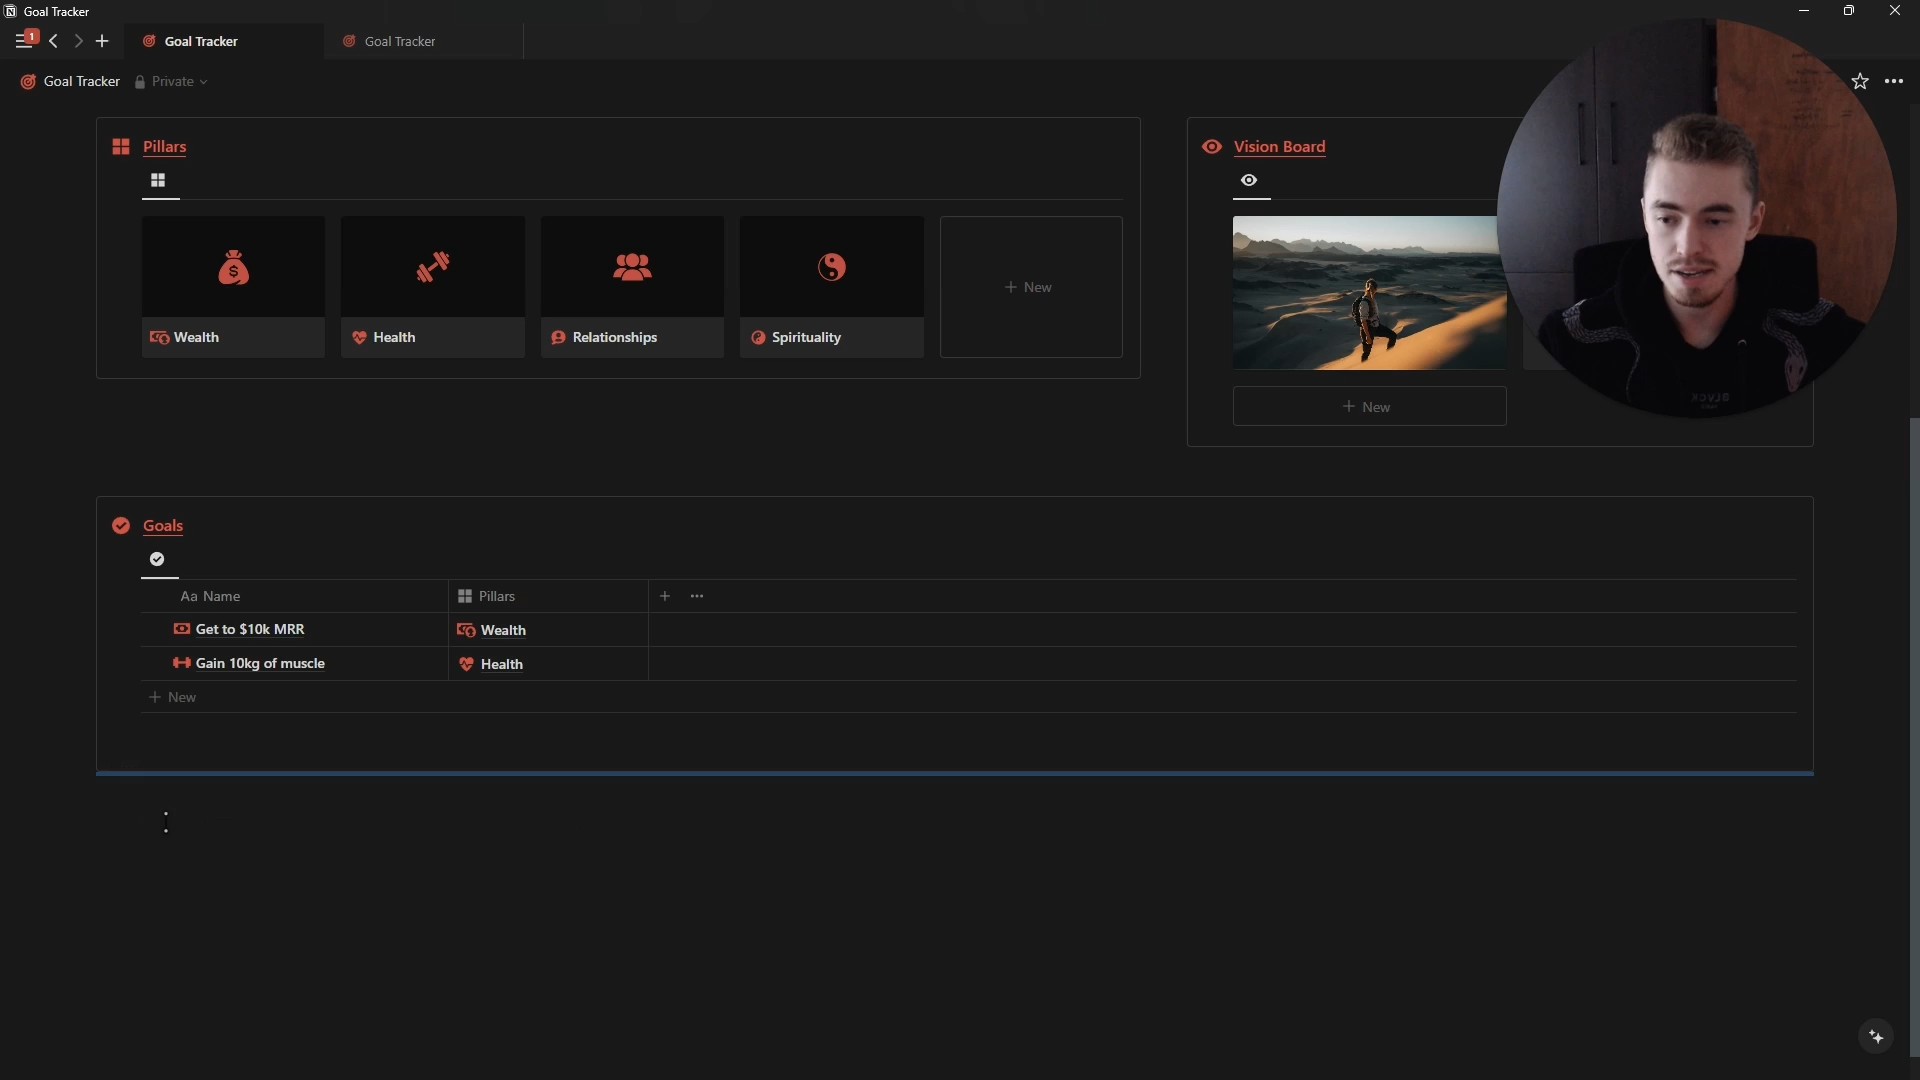 Goal Tracker
1
Goal Tracker
Goal Tracker
Goal Tracker
Private
Pillars
Wealth
Health
Relationships
Spirituality
New
Vision Board
New
Goals
Aa Name
Pillars
Get to $10k MRR
Wealth
Gain 10kg of muscle
Health
New